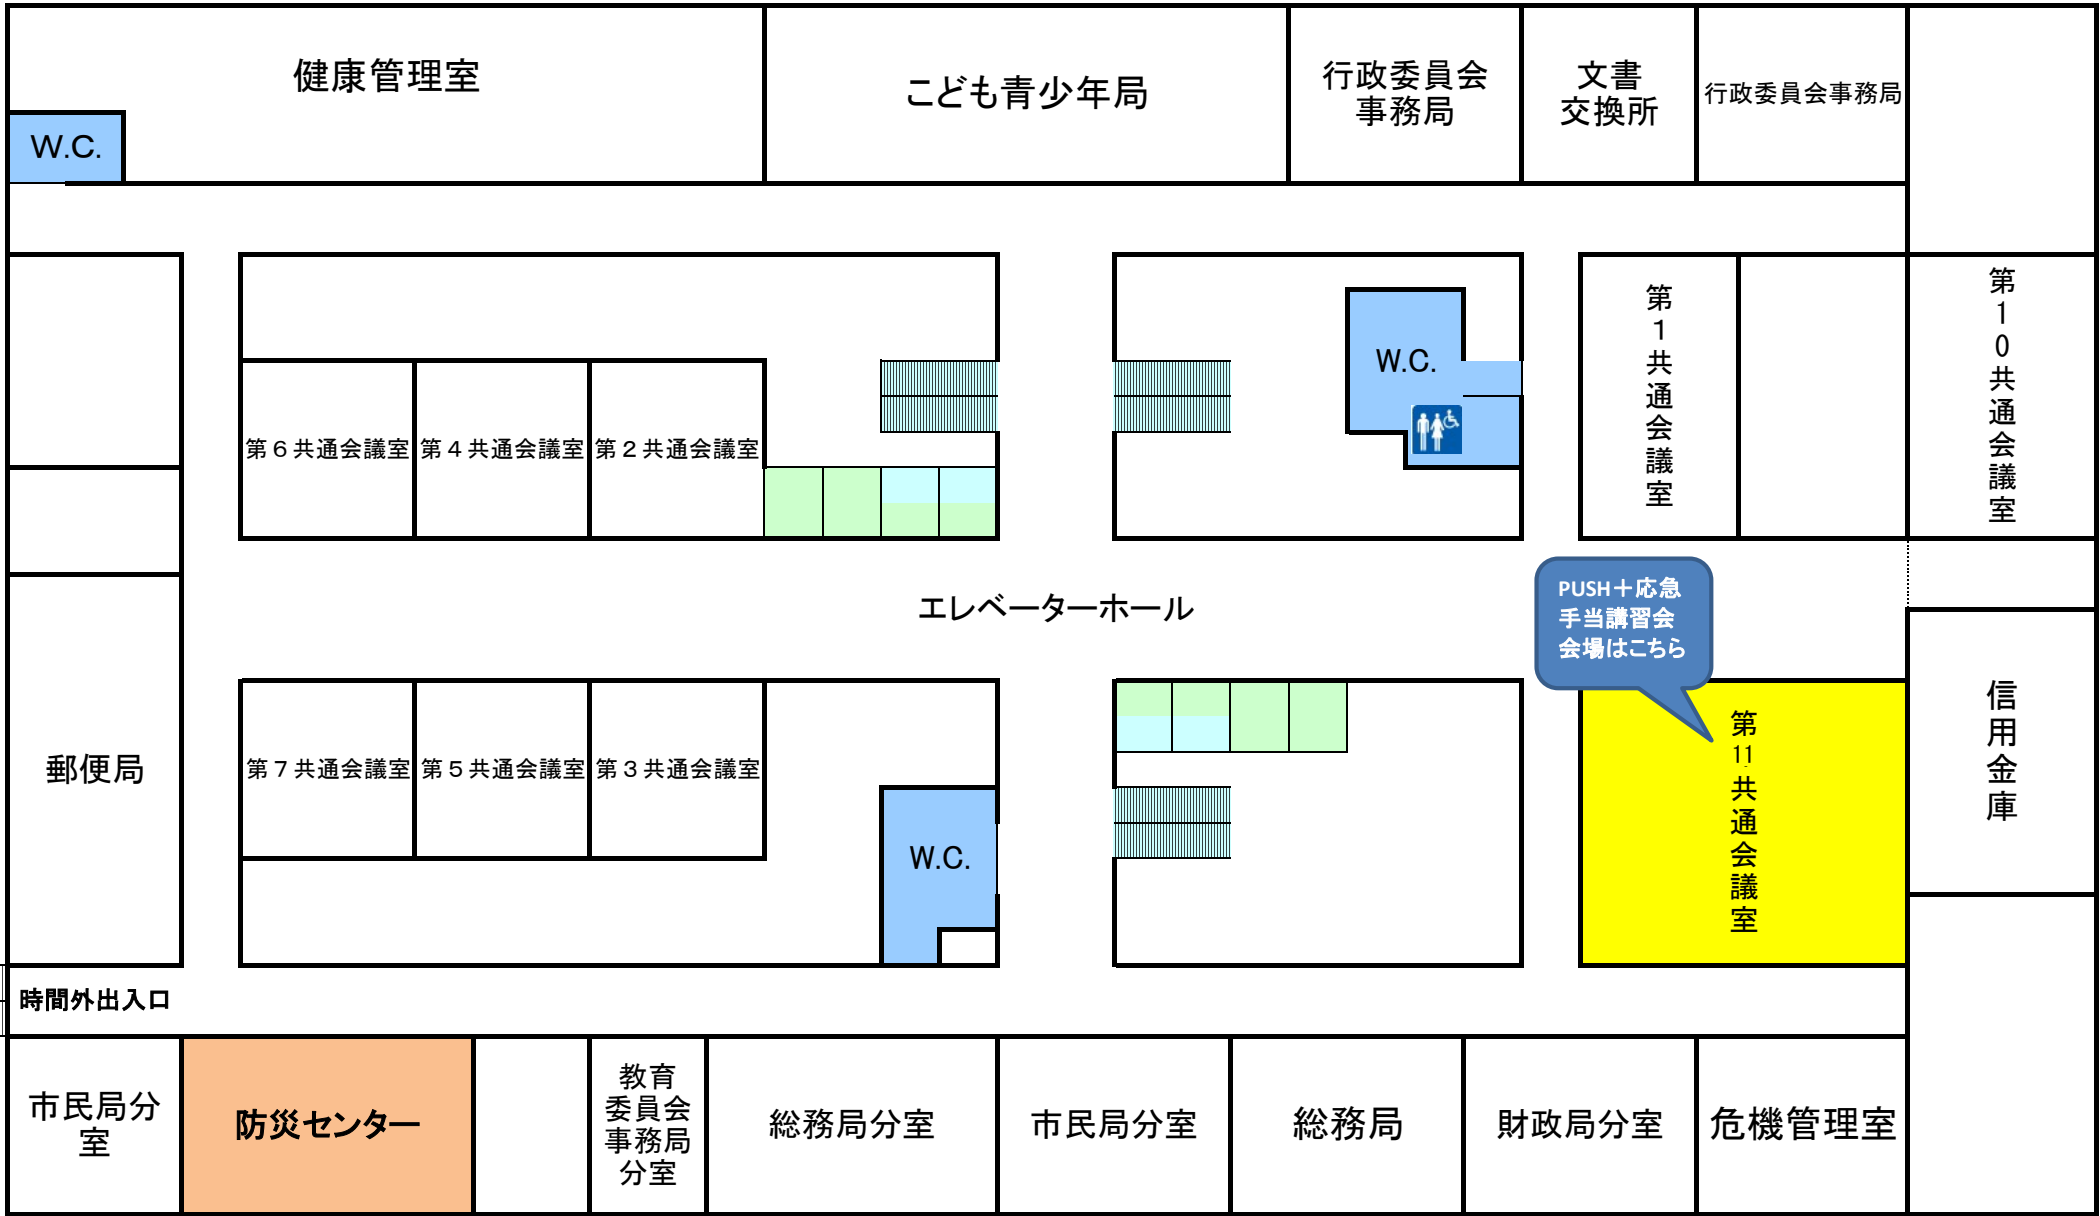 健康管理室
こども青少年局
行政委員会
事務局
文書
交換所
行政委員会事務局
W.C.
第1共通会議室
第10共通会議室
W.C.
第６共通会議室
第４共通会議室
第２共通会議室
エレベーターホール
PUSH＋応急
手当講習会
会場はこちら
郵便局
第７共通会議室
第５共通会議室
第３共通会議室
W.C.
第11共通会議室
信用金庫
時間外出入口
市民局分
室
防災センター
教育
委員会
事務局
分室
総務局分室
市民局分室
総務局
財政局分室
危機管理室